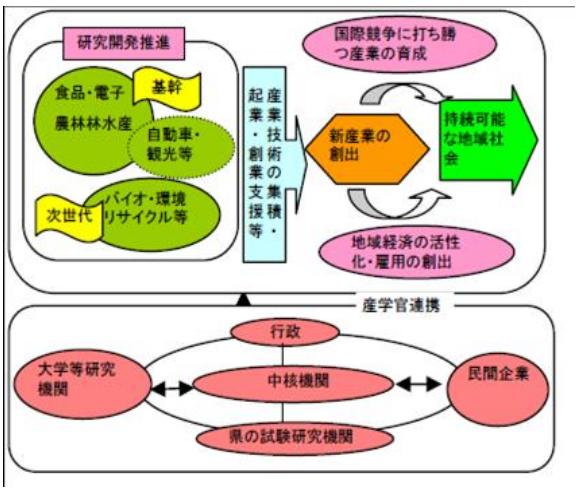 研究開発推進
食品・電子
農林林水産
基幹
自動車・
観光等
次世代
バイオ・環境
リサイクル等
産業技術の集積・
起業・創業支援等
国際競争に打ち勝
つ産業の育成
新産業の
創出
持続可能
な地域社
会
地域経済の活性
化・雇用の創出
産学官連携
行政
大学等研究
機関
中核機関
民間企業
県の試験研究機関